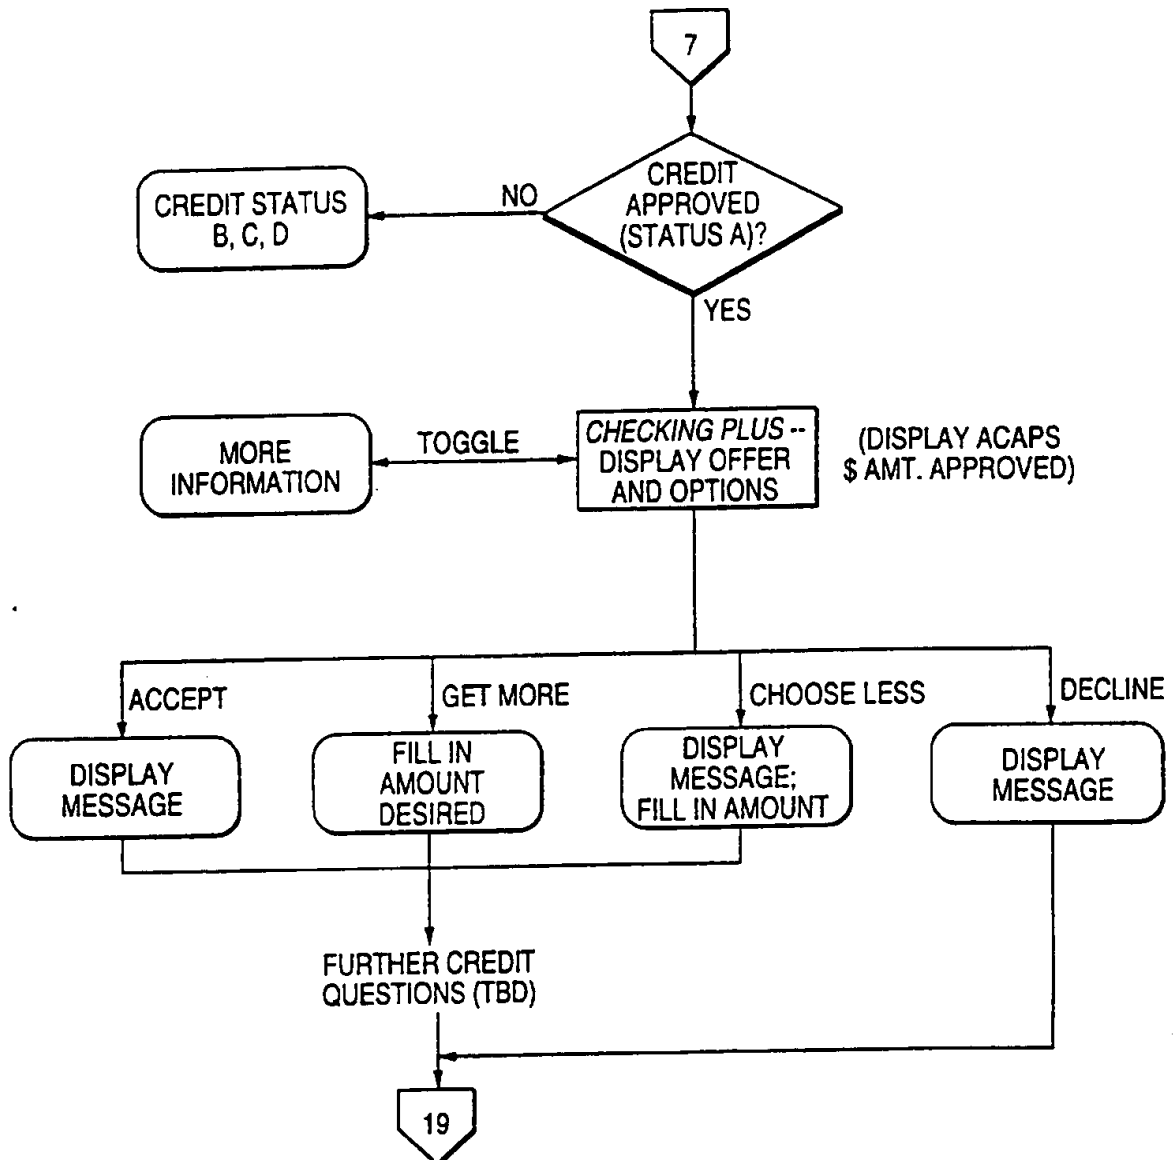 7
CREDIT
APPROVED
(STATUS A)?
NO
CREDIT STATUS
B, C, D
YES
CHECKING PLUS --
DISPLAY OFFER
AND OPTIONS
TOGGLE
MORE
INFORMATION
(DISPLAY ACAPS
$ AMT. APPROVED)
ACCEPT
GET MORE
CHOOSE LESS
DECLINE
DISPLAY
MESSAGE
FILL IN
AMOUNT
DESIRED
DISPLAY
MESSAGE;
FILL IN AMOUNT
DISPLAY
MESSAGE
FURTHER CREDIT
QUESTIONS (TBD)
19